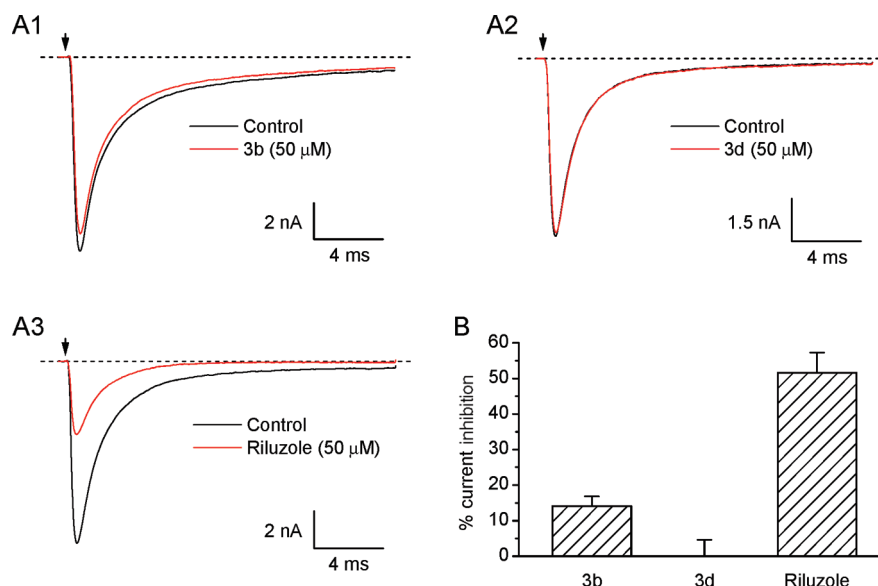 A1
Control
3b (50 μM)
2 nA
4 ms
A2
Control
3d (50 μM)
1.5 nA
4 ms
A3
Control
Riluzole (50 μM)
2 nA
4 ms
B
% current inhibition
60
50
40
30
20
10
0
3b 3d Riluzole